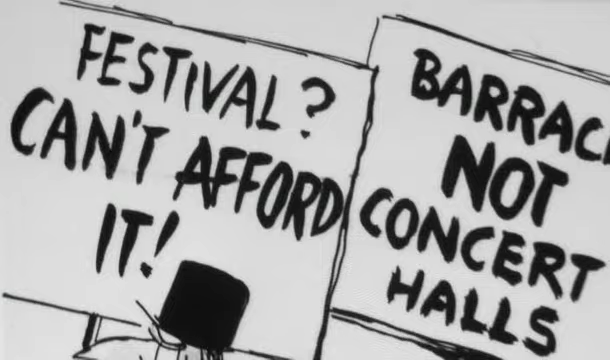 FESTIVAL?
CAN'T AFFORD
IT!
BARRAC
NOT
CONCERT
HALLS